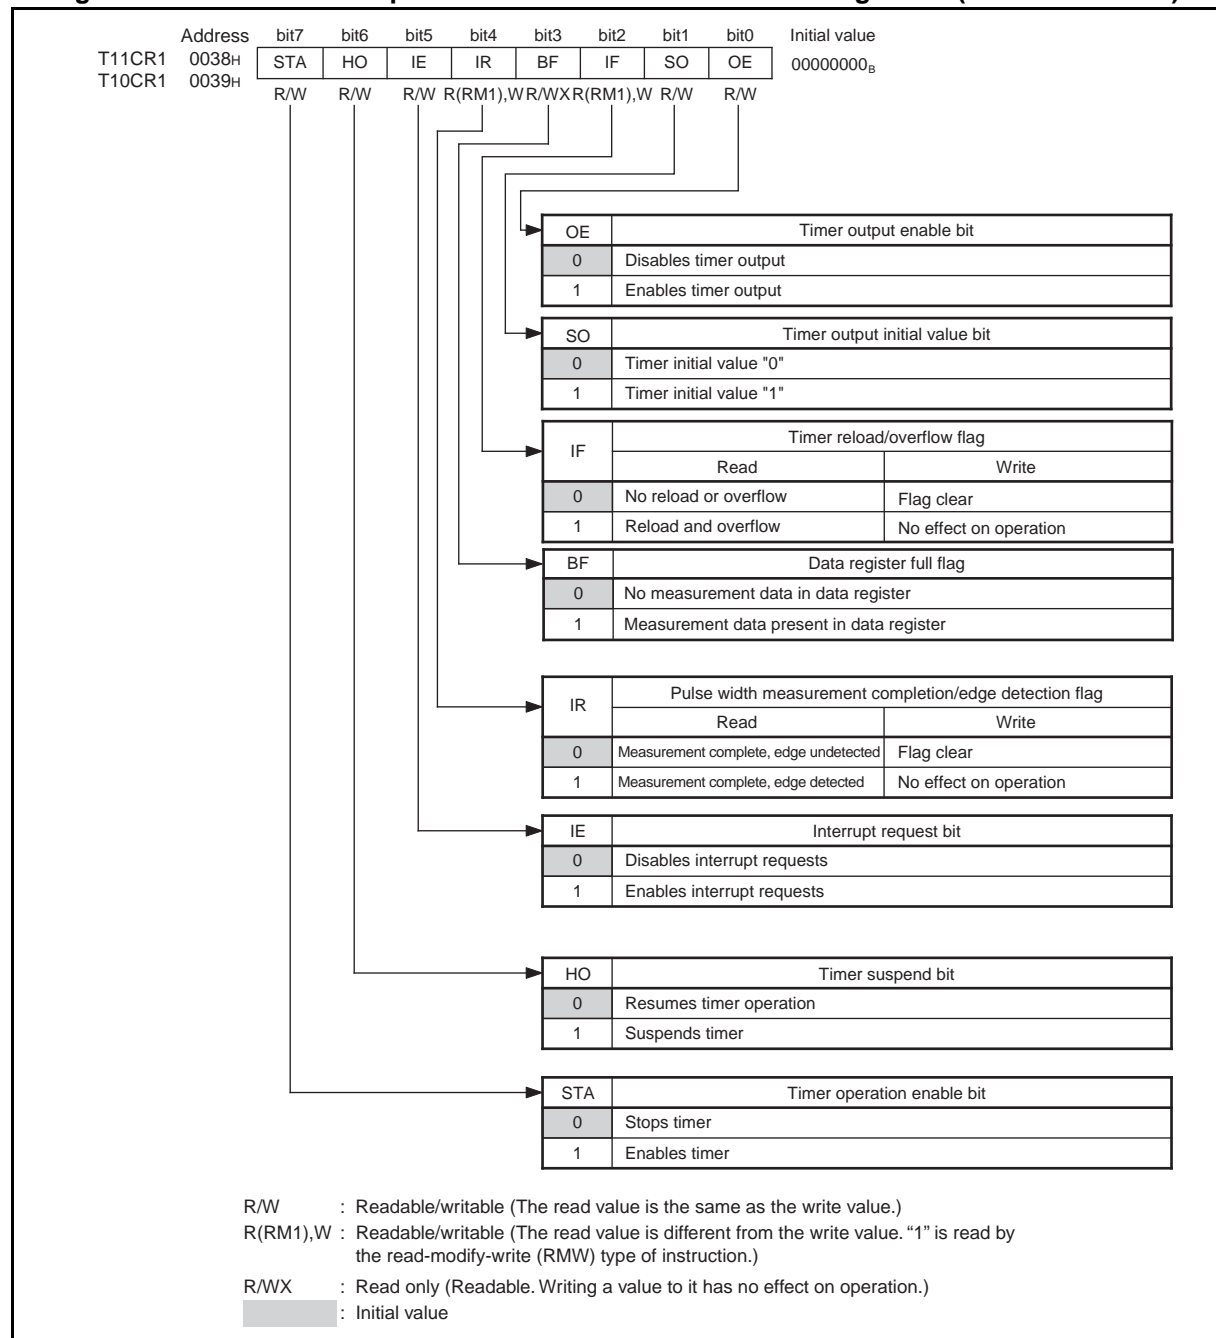 Address bit7 bit6 bit5 bit4 bit3 bit2 bit1 bit0 Initial value
T11CR1 0038H STA HO IE IR BF IF SO OE 00000000B
T10CR1 0039H
R/W R/W R/W R(RM1),W R/WX R(RM1),W R/W R/W
OE Timer output enable bit
0 Disables timer output
1 Enables timer output
SO Timer output initial value bit
0 Timer initial value "0"
1 Timer initial value "1"
IF Timer reload/overflow flag
Read Write
0 No reload or overflow Flag clear
1 Reload and overflow No effect on operation
BF Data register full flag
0 No measurement data in data register
1 Measurement data present in data register
IR Pulse width measurement completion/edge detection flag
Read Write
0 Measurement complete, edge undetected Flag clear
1 Measurement complete, edge detected No effect on operation
IE Interrupt request bit
0 Disables interrupt requests
1 Enables interrupt requests
HO Timer suspend bit
0 Resumes timer operation
1 Suspends timer
STA Timer operation enable bit
0 Stops timer
1 Enables timer
R/W : Readable/writable (The read value is the same as the write value.)
R(RM1),W : Readable/writable (The read value is different from the write value. “1” is read by
the read-modify-write (RMW) type of instruction.)
R/WX : Read only (Readable. Writing a value to it has no effect on operation.)
: Initial value